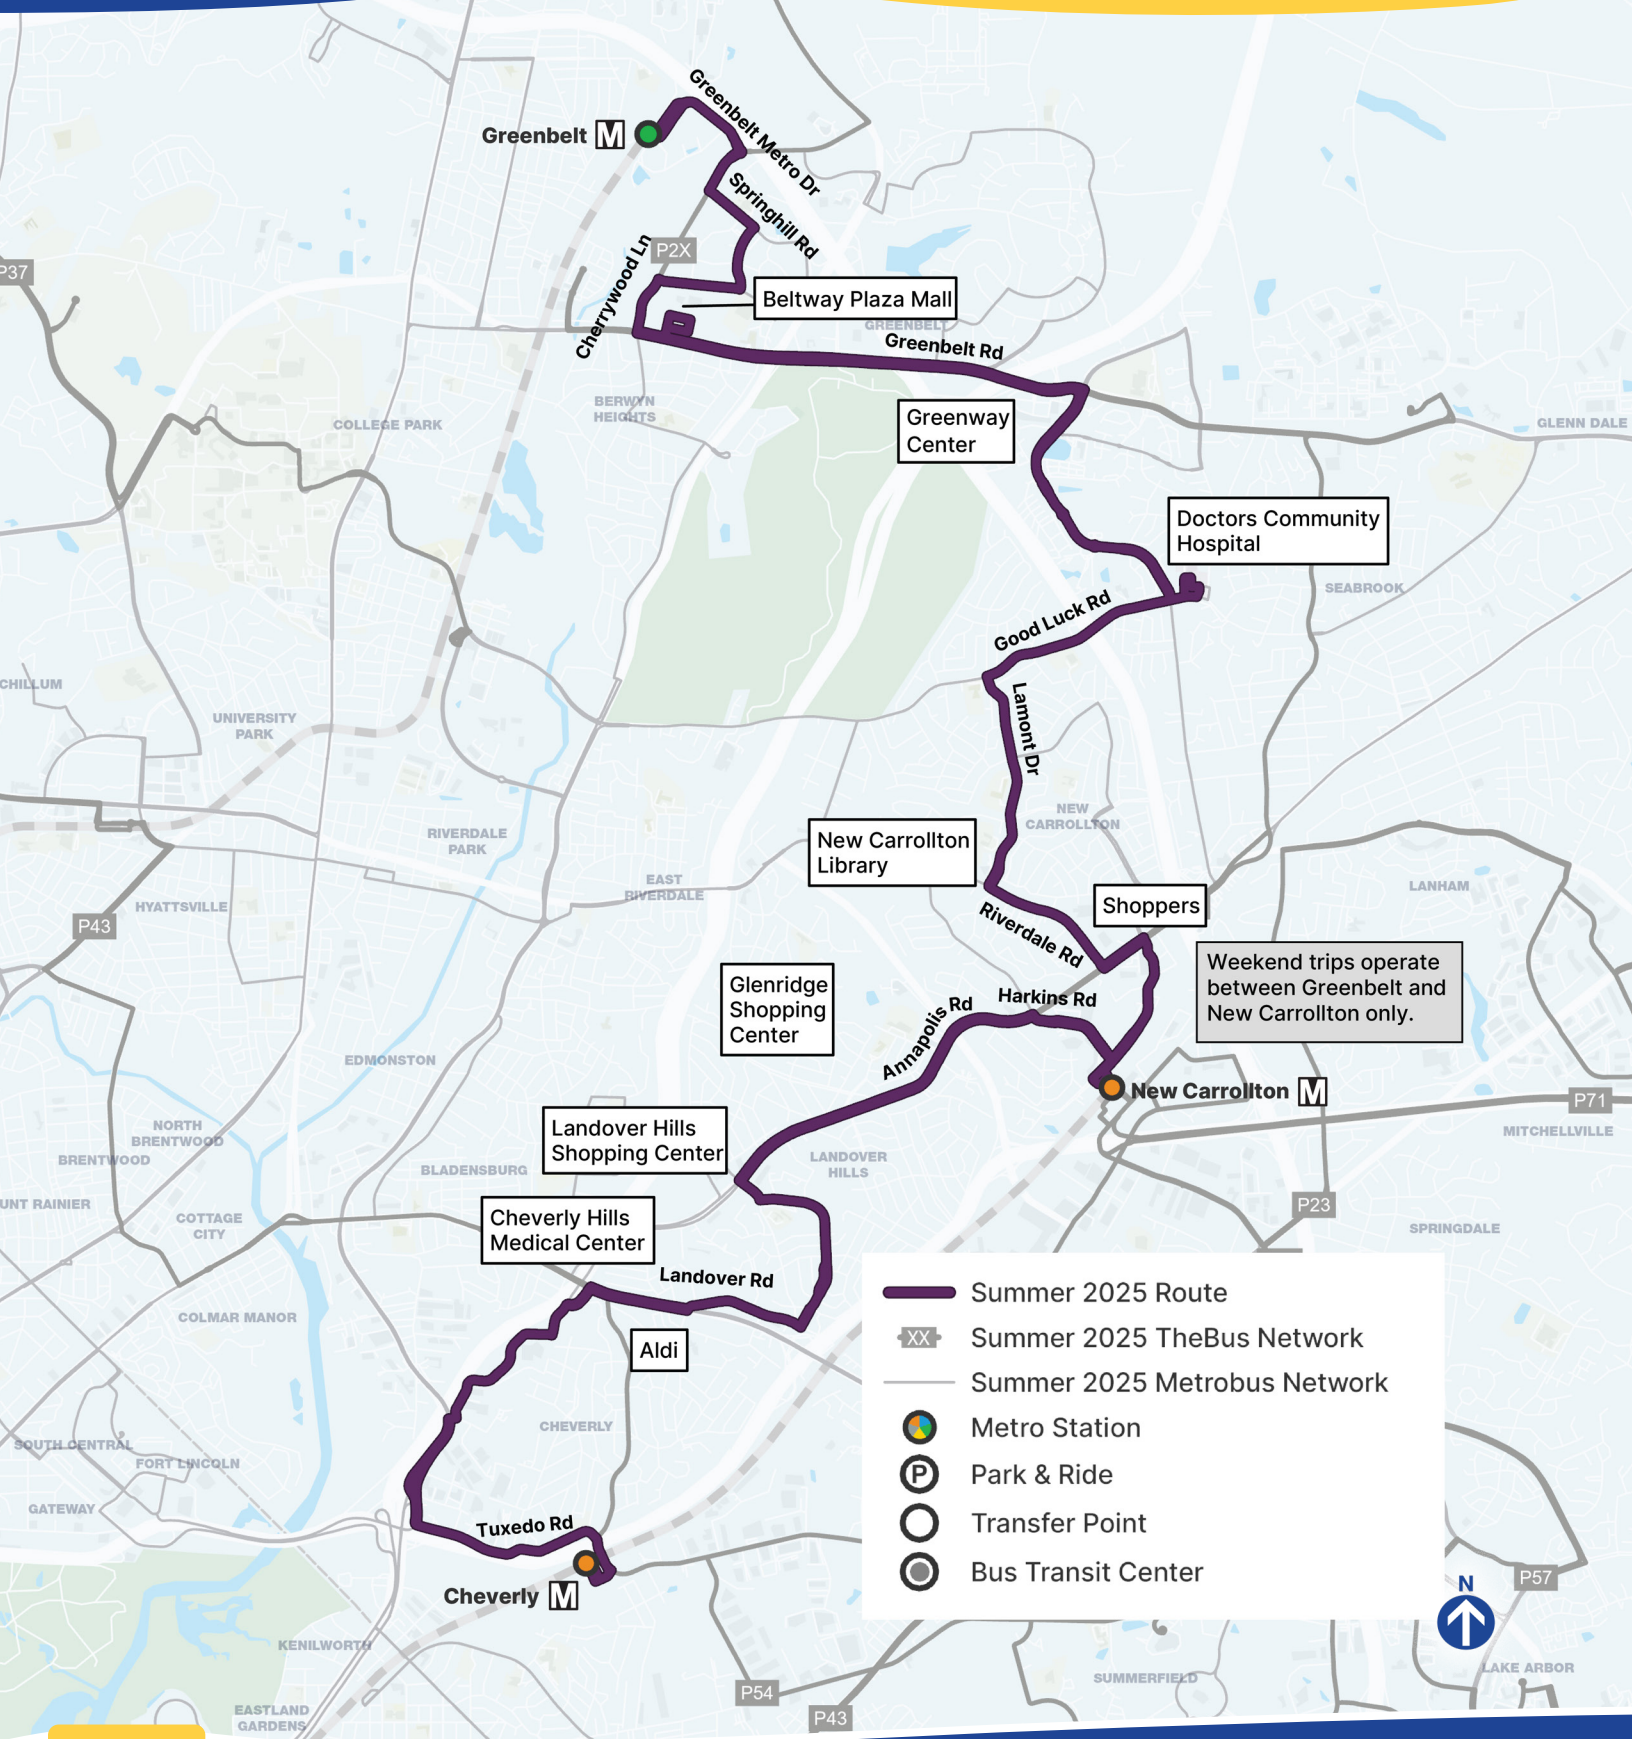 Greenbelt M
Greenbelt Metro Dr
Springhill Rd
P2X
Cherrywood Ln
P37
Beltway Plaza Mall
GREENBELT
Greenbelt Rd
BERWYN
HEIGHTS
COLLEGE PARK
Greenway
Center
GLENN DALE
Doctors Community
Hospital
SEABROOK
Good Luck Rd
CHILLUM
UNIVERSITY
PARK
Lamont Dr
NEW
CARROLLTON
RIVERDALE
PARK
New Carrollton
Library
EAST
RIVERDALE
LANHAM
HYATTSVILLE
P43
Shoppers
Riverdale Rd
Weekend trips operate
between Greenbelt and
New Carrollton only.
Glenridge
Shopping
Center
Harkins Rd
Annapolis Rd
EDMONSTON
New Carrollton M
P71
MITCHELLVILLE
NORTH
BRENTWOOD
BRENTWOOD
Landover Hills
Shopping Center
LANDOVER
HILLS
BLADENSBURG
UNT RAINIER
COTTAGE
CITY
Cheverly Hills
Medical Center
P23
SPRINGDALE
Landover Rd
COLMAR MANOR
Aldi
Summer 2025 Route
XX Summer 2025 TheBus Network
Summer 2025 Metrobus Network
Metro Station
P Park & Ride
Transfer Point
Bus Transit Center
CHEVERLY
SOUTH CENTRAL
FORT LINCOLN
GATEWAY
Tuxedo Rd
Cheverly M
P57
N
KENILWORTH
LAKE ARBOR
SUMMERFIELD
P54
P43
EASTLAND
GARDENS